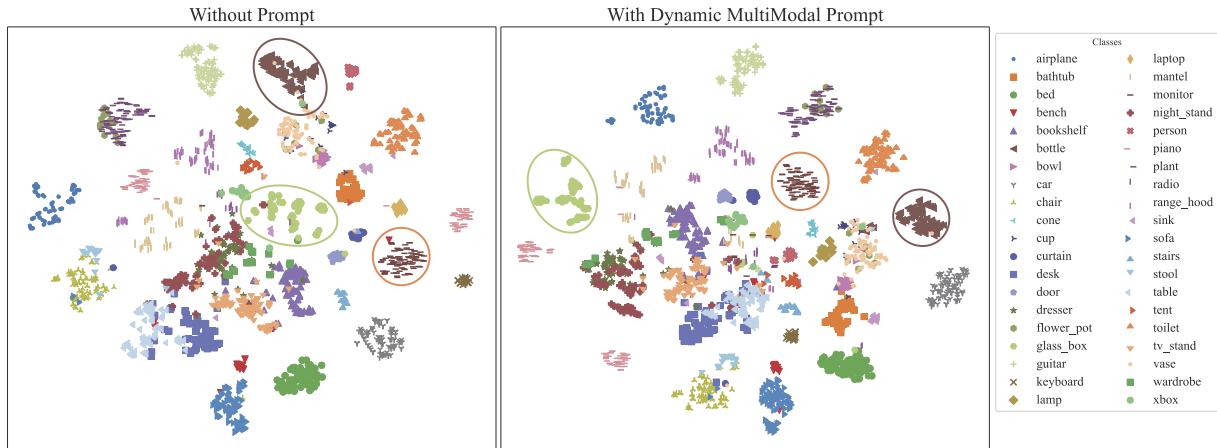 Without Prompt
With Dynamic MultiModal Prompt
Classes
airplane
bathtub
bed
bench
bookshelf
bottle
bowl
car
chair
cone
cup
curtain
desk
door
dresser
flower_pot
glass_box
guitar
keyboard
lamp
laptop
mantel
monitor
night_stand
person
piano
plant
radio
range_hood
sink
sofa
stairs
stool
table
tent
toilet
tv_stand
vase
wardrobe
xbox